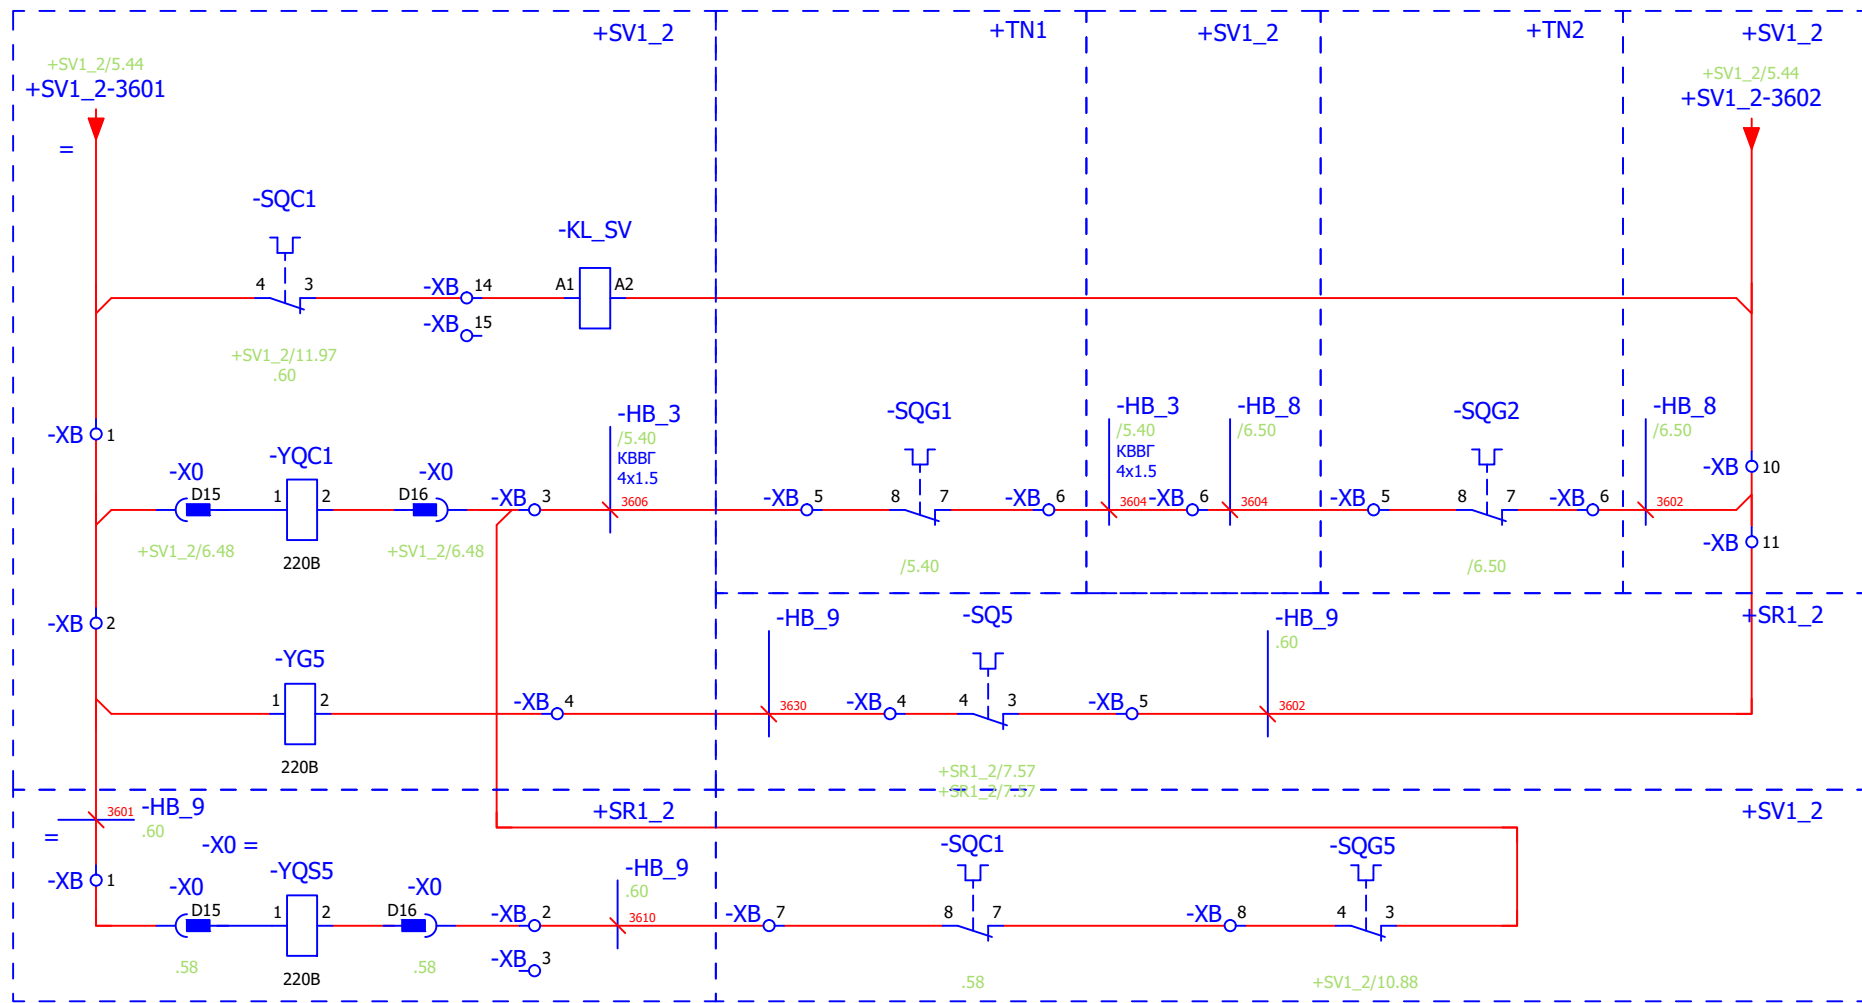 +SV1_2
+TN1
+SV1_2
+TN2
+SV1_2
+SV1_2/5.44
+SV1_2-3601
+SV1_2/5.44
+SV1_2-3602
=
-SQC1
4 3
+SV1_2/11.97
.60
-XB 14
-XB 15
-KL_SV
A1 A2
-XB 1
-X0
D15
+SV1_2/6.48
-YQC1
1 2
220В
-X0
D16
+SV1_2/6.48
-XB 3
-HB_3
/5.40
КВВГ
4x1.5
3606
-XB 5
-SQG1
8 7
/5.40
-XB 6
-HB_3
/5.40
КВВГ
4x1.5
3604
-XB 6
-HB_8
/6.50
3604
-XB 5
-SQG2
8 7
/6.50
-XB 6
-HB_8
/6.50
3602
-XB 10
-XB 11
-XB 2
-YG5
1 2
220В
-XB 4
-HB_9
3630
-XB 4
-SQ5
4 3
+SR1_2/7.57
+SR1_2/7.57
-XB 5
-HB_9
.60
3602
+SR1_2
3601
-HB_9
.60
+SR1_2
+SV1_2
=
-X0 =
-XB 1
-X0
D15
.58
-YQS5
1 2
220В
-X0
D16
.58
-XB 2
-XB 3
-HB_9
.60
3610
-XB 7
-SQC1
8 7
.58
-XB 8
-SQG5
4 3
+SV1_2/10.88